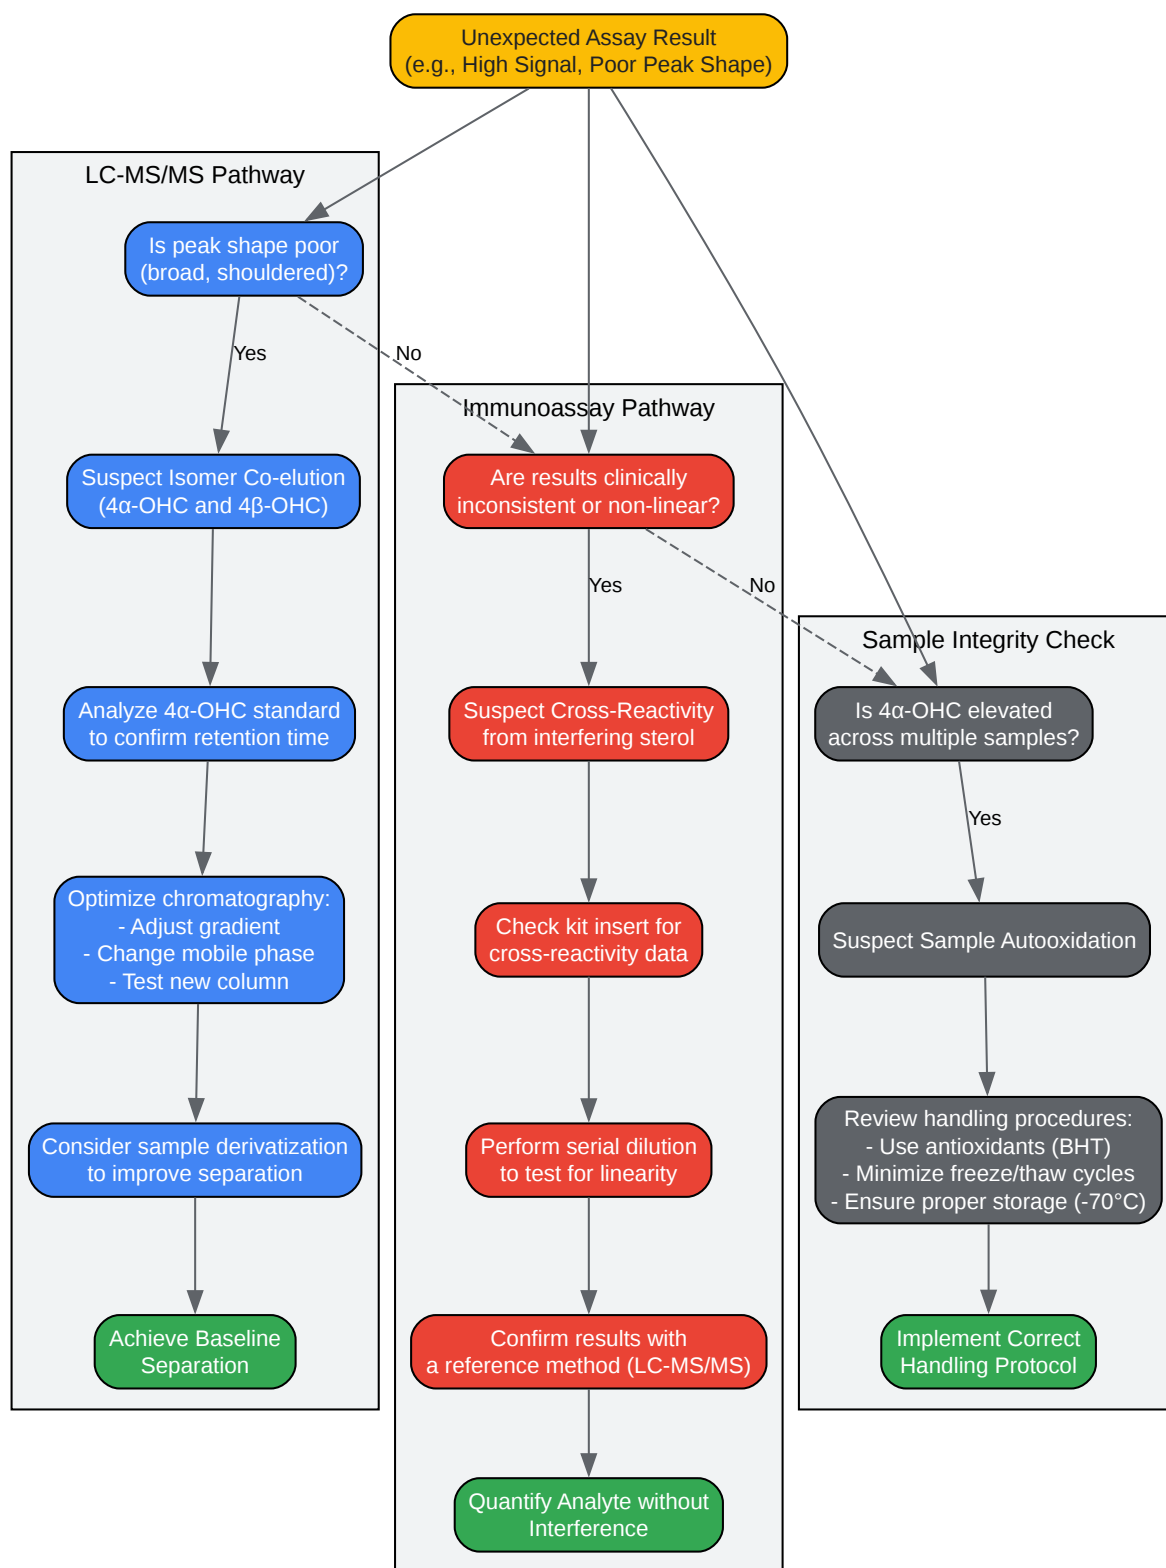 Unexpected Assay Result
(e.g., High Signal, Poor Peak Shape)
LC-MS/MS Pathway
Is peak shape poor
(broad, shouldered)?
Yes
No
Suspect Isomer Co-elution
(4α-OHC and 4β-OHC)
Analyze 4α-OHC standard
to confirm retention time
Optimize chromatography:
- Adjust gradient
- Change mobile phase
- Test new column
Consider sample derivatization
to improve separation
Achieve Baseline
Separation
Immunoassay Pathway
Are results clinically
inconsistent or non-linear?
Yes
No
Suspect Cross-Reactivity
from interfering sterol
Check kit insert for
cross-reactivity data
Perform serial dilution
to test for linearity
Confirm results with
a reference method (LC-MS/MS)
Quantify Analyte without
Interference
Sample Integrity Check
Is 4α-OHC elevated
across multiple samples?
Yes
Suspect Sample Autooxidation
Review handling procedures:
- Use antioxidants (BHT)
- Minimize freeze/thaw cycles
- Ensure proper storage (-70°C)
Implement Correct
Handling Protocol